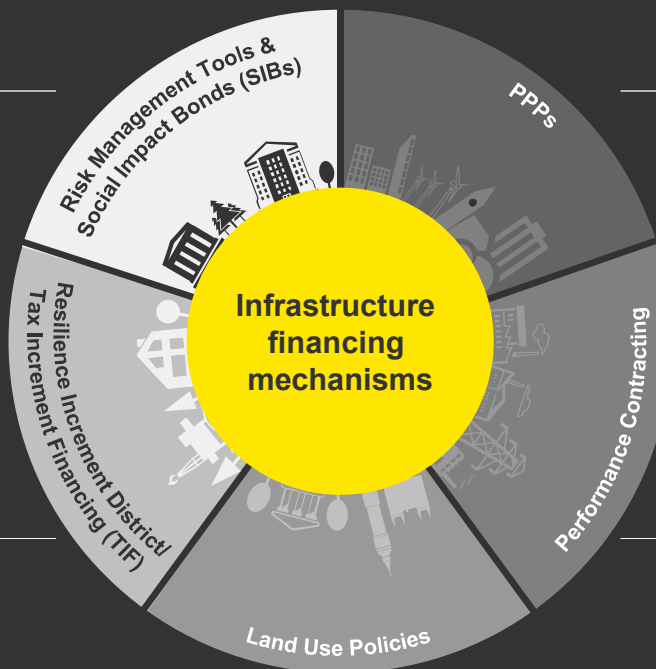 Risk Management Tools &
Social Impact Bonds (SIBs)
PPPs
Infrastructure
financing
mechanisms
Resilience Increment District/
Tax Increment Financing (TIF)
Performance Contracting
Land Use Policies